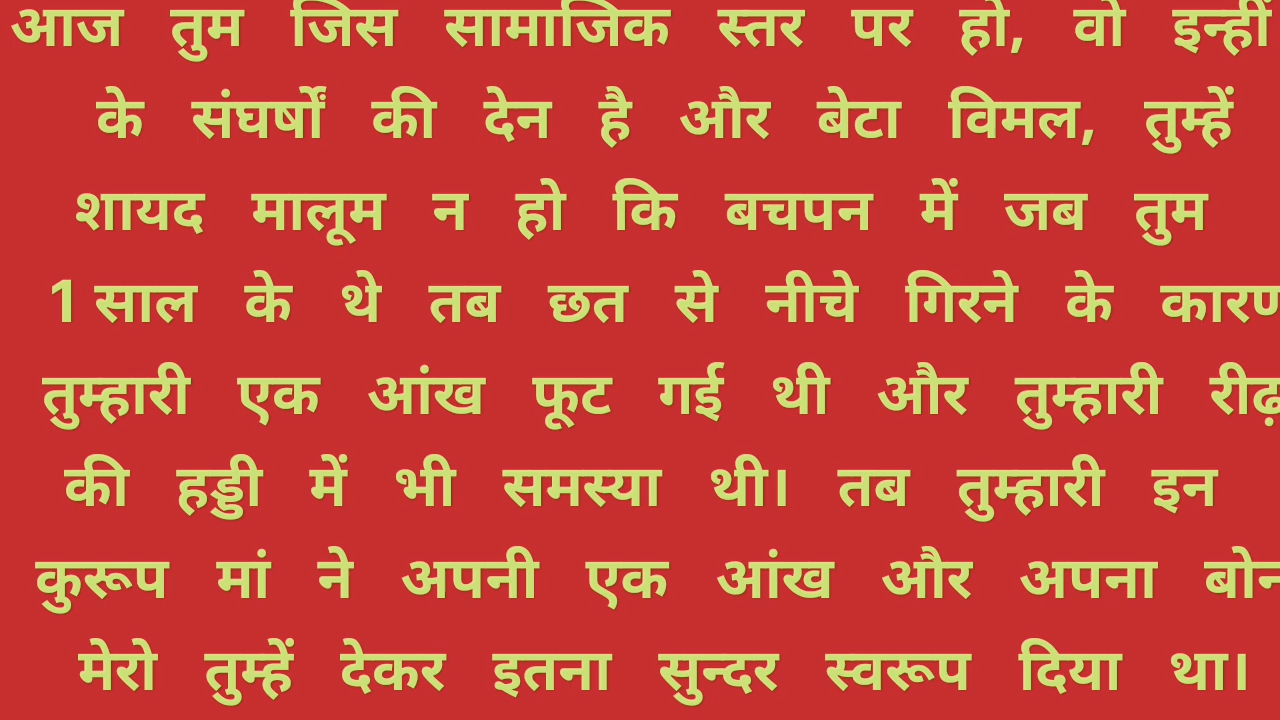 आज तुम जिस सामाजिक स्तर पर हो, वो इन्हीं
के संघर्षों की देन है और बेटा विमल, तुम्हें
शायद मालूम न हो कि बचपन में जब तुम
1 साल के थे तब छत से नीचे गिरने के कारण
तुम्हारी एक आंख फूट गई थी और तुम्हारी रीढ़
की हड्डी में भी समस्या थी। तब तुम्हारी इन
कुरूप मां ने अपनी एक आंख और अपना बोन
मेरो तुम्हें देकर इतना सुन्दर स्वरूप दिया था।